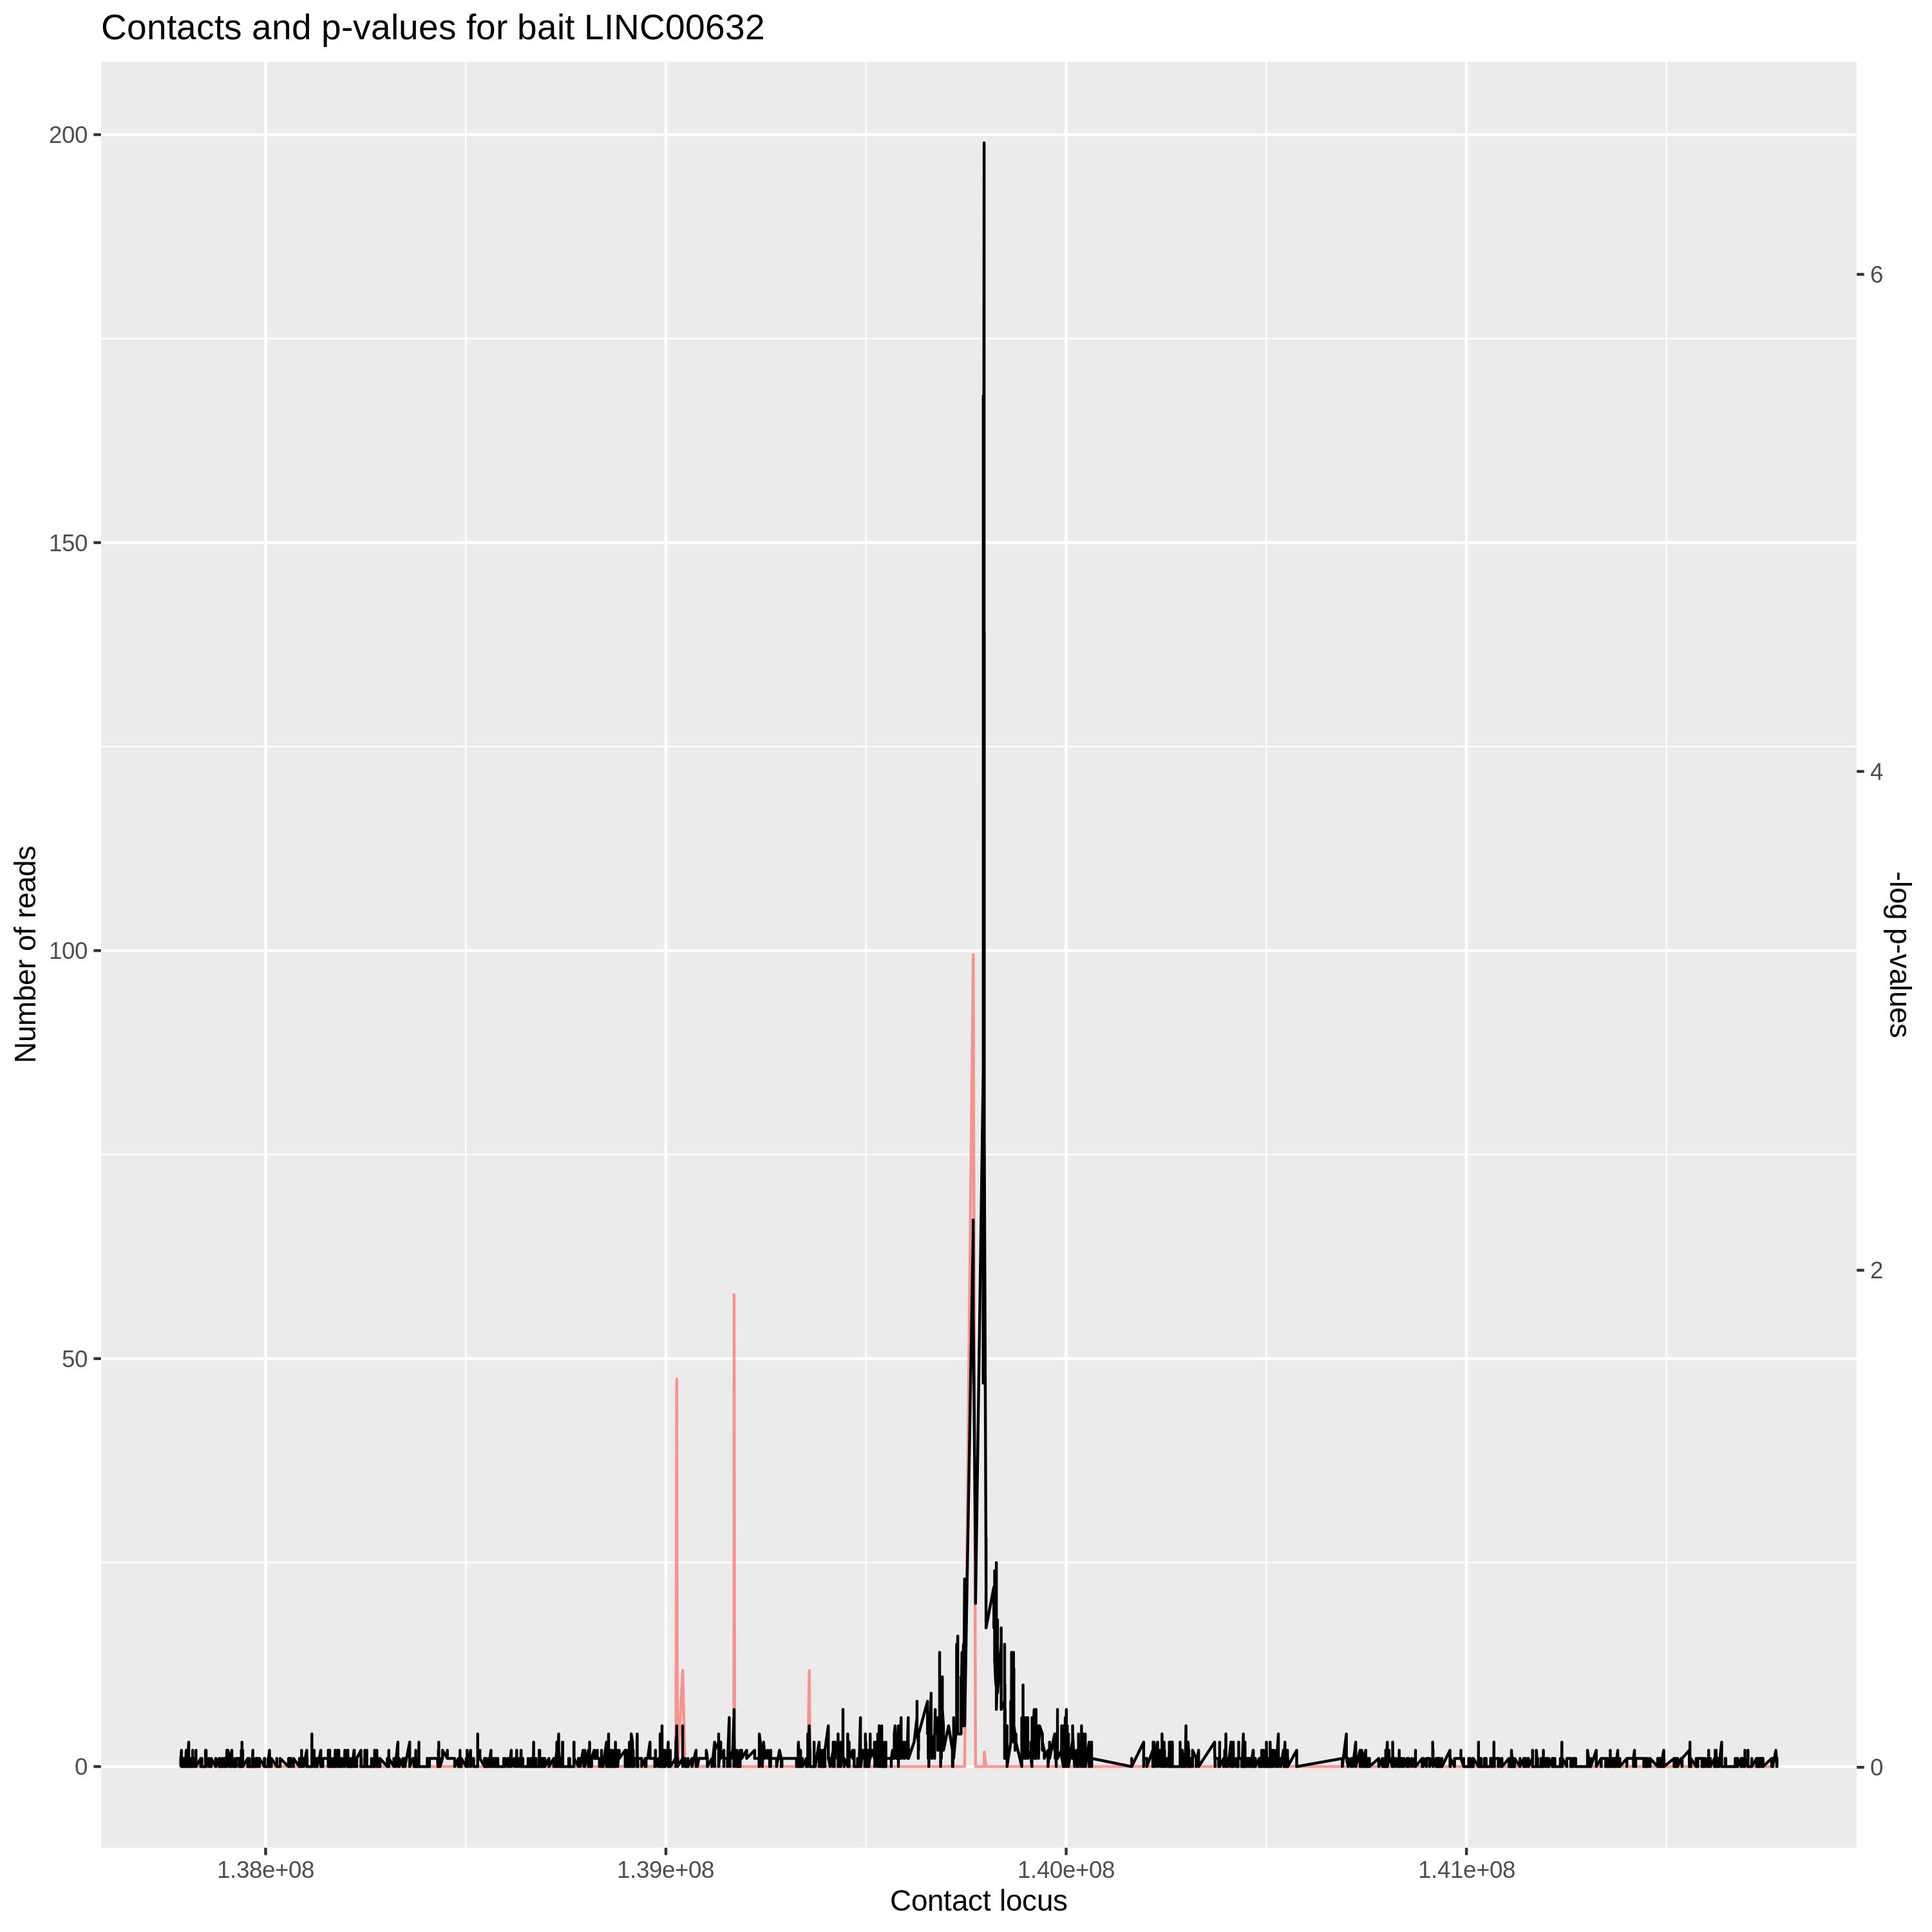 Contacts and p-values for bait LINC00632
200
150
100
50
0
6
4
2
0
Number of reads
-log p-values
1.38e+08
1.39e+08
1.40e+08
1.41e+08
Contact locus